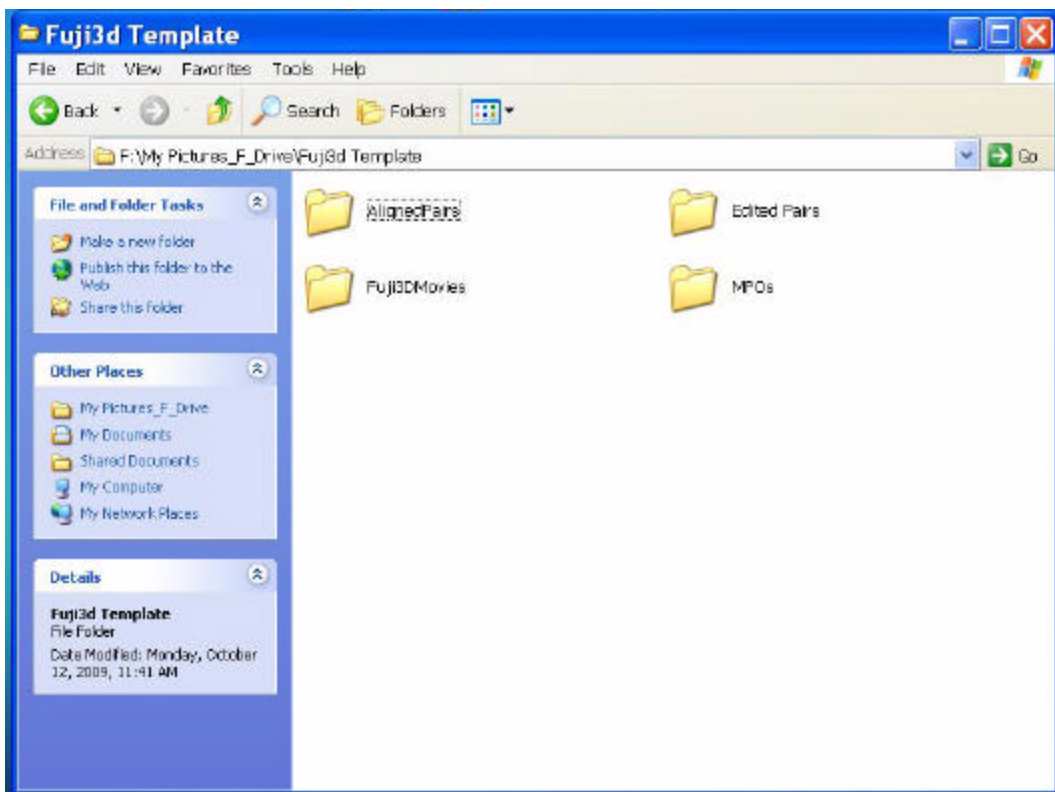 Fuji3d Template
File Edit View Favorites Tools Help
Back Search Folders
Address F:\My Pictures_F_Drive\Fuji3d Template Go
File and Folder Tasks
Make a new folder
Publish this folder to the
Web
Share this folder
Other Places
My Pictures_F_Drive
My Documents
Shared Documents
My Computer
My Network Places
Details
Fuji3d Template
File Folder
Date Modified: Monday, October
12, 2009, 11:41 AM
AlignedPairs Edited Pairs
Fuji3DMovies MPOs